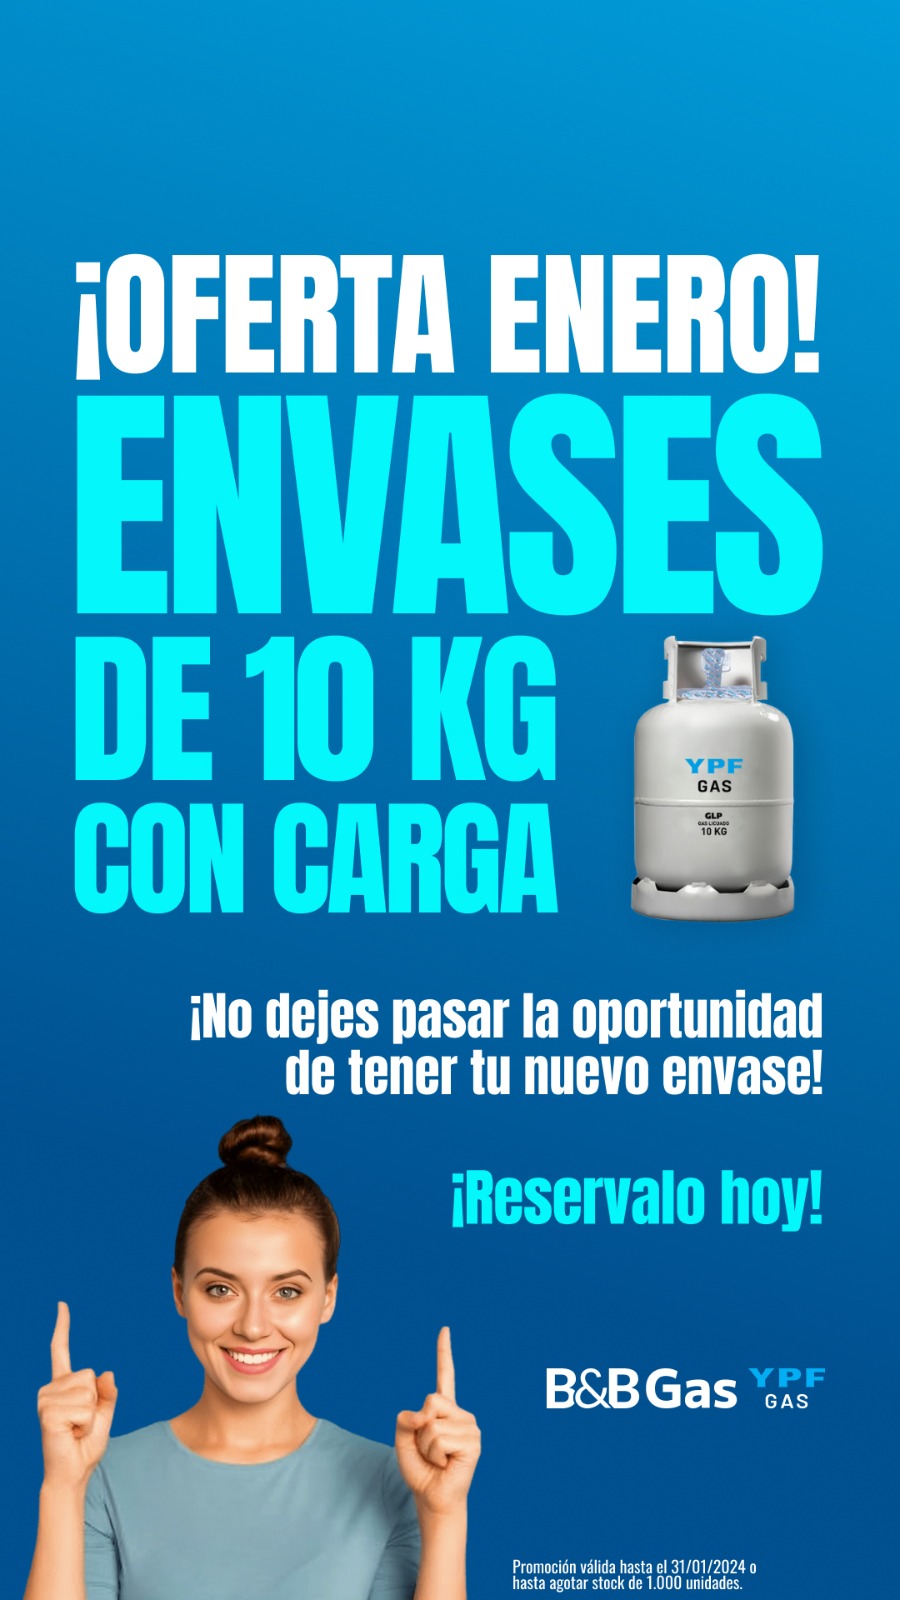 ¡OFERTA ENERO!
ENVASES
DE 10 KG
CON CARGA
YPF
GAS
GLP
GAS LICUADO
10 KG
¡No dejes pasar la oportunidad
de tener tu nuevo envase!
¡Reservalo hoy!
B&B Gas YPF
GAS
Promoción válida hasta el 31/01/2024 o
hasta agotar stock de 1.000 unidades.